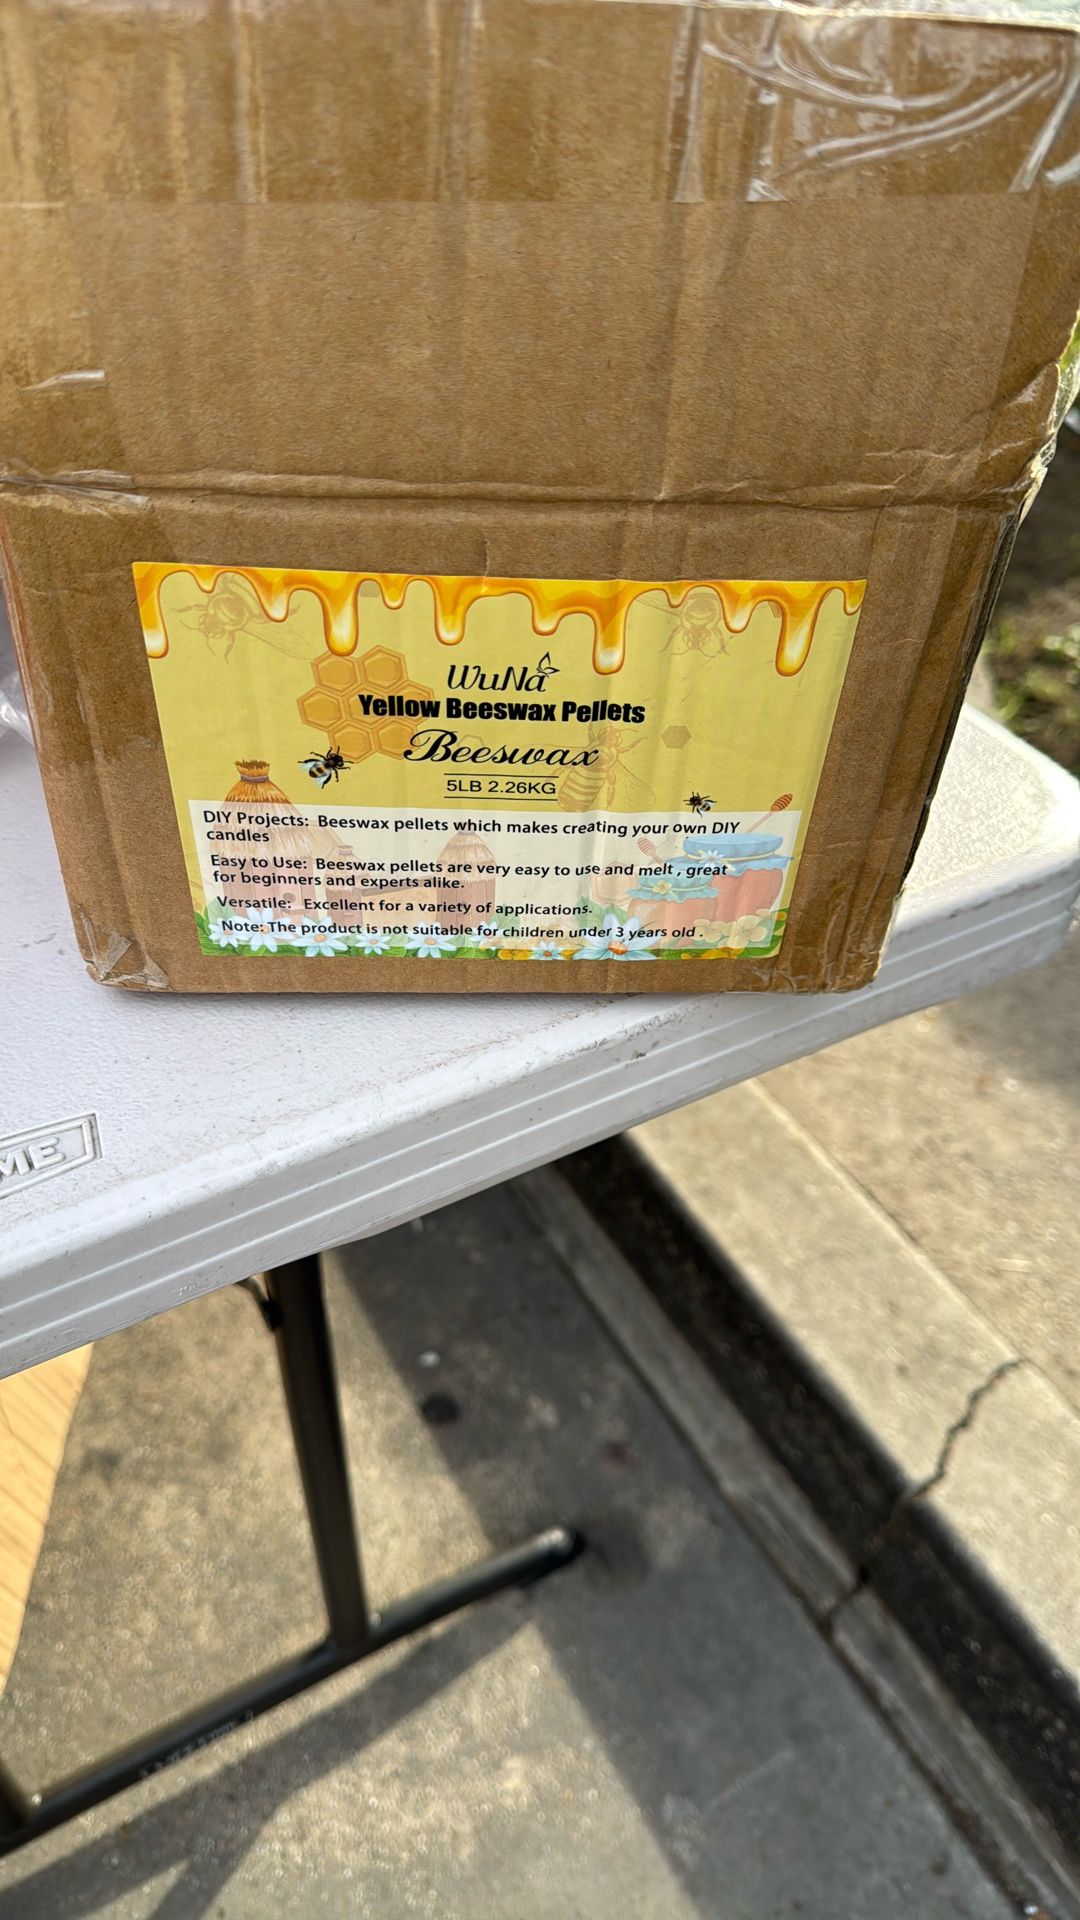 WuNa
Yellow Beeswax Pellets
Beeswax
5LB 2.26KG
DIY Projects: Beeswax pellets which makes creating your own DIY
candles
Easy to Use: Beeswax pellets are very easy to use and melt , great
for beginners and experts alike.
Versatile: Excellent for a variety of applications.
Note: The product is not suitable for children under 3 years old .
ME